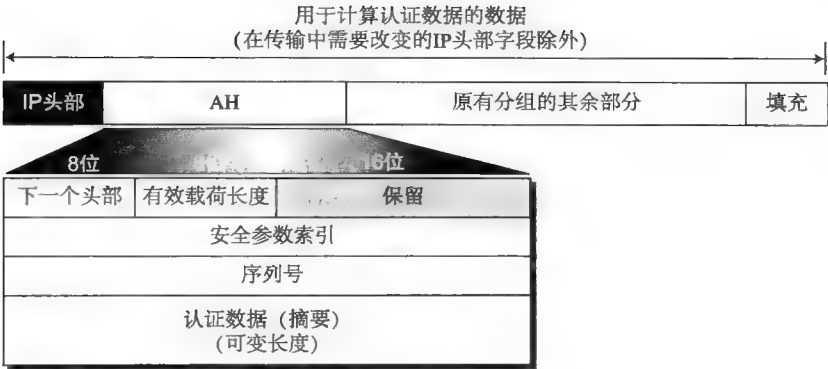 用于计算认证数据的数据
(在传输中需要改变的IP头部字段除外)
IP头部 AH 原有分组的其余部分 填充
8位 16位
下一个头部 有效载荷长度 保留
安全参数索引
序列号
认证数据 (摘要)
(可变长度)